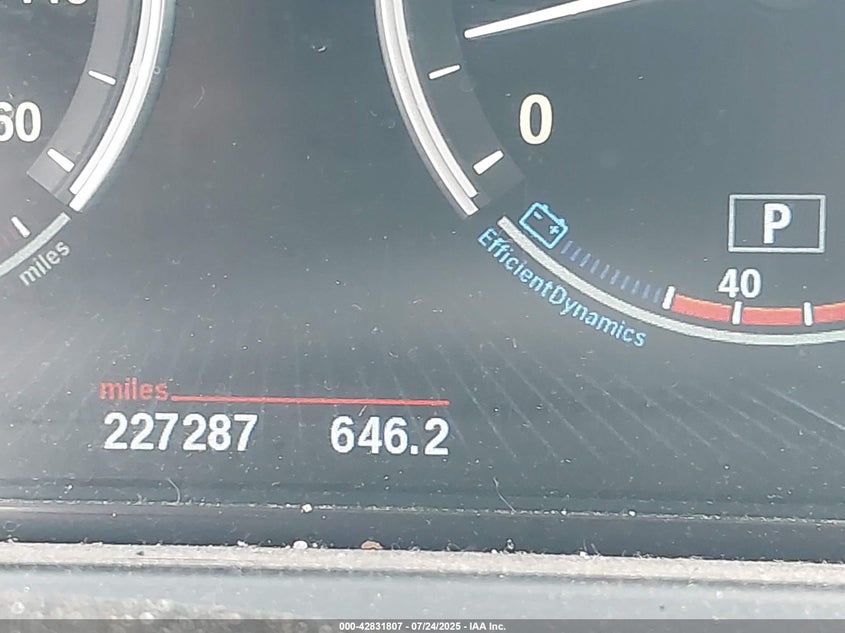 60
0
miles
P
EfficientDynamics
40
miles
227287 646.2
000-42831807 - 07/24/2025 - IAA Inc.